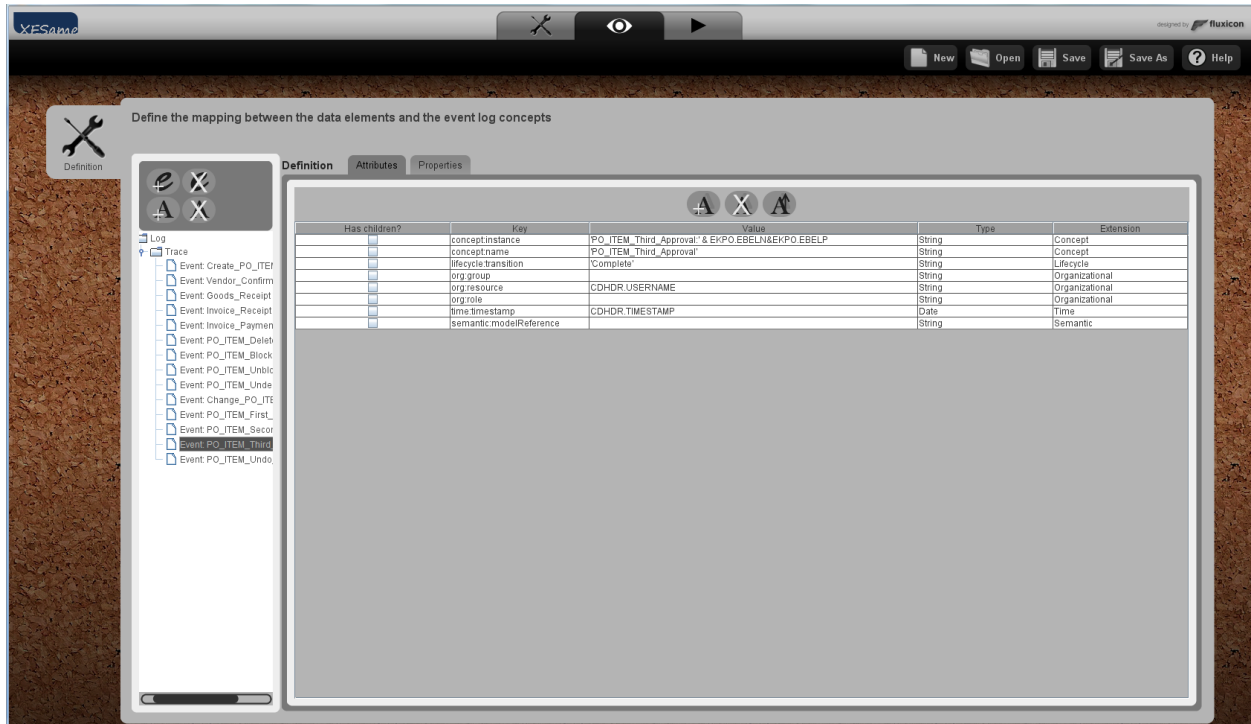 XESame
designed by fluxicon
New Open Save Save As Help
Define the mapping between the data elements and the event log concepts
Definition
Definition Attributes Properties
Has children? Key Value Type Extension
concept:instance 'PO_ITEM_Third_Approval:' & EKPO.EBELN&EKPO.EBELP String Concept
concept:name 'PO_ITEM_Third_Approval' String Concept
lifecycle:transition 'Complete' String Lifecycle
org:group String Organizational
org:resource CDHDR.USERNAME String Organizational
org:role String Organizational
time:timestamp CDHDR.TIMESTAMP Date Time
semantic:modelReference String Semantic
Log
Trace
Event: Create_PO_ITEM
Event: Vendor_Confirm
Event: Goods_Receipt
Event: Invoice_Receipt
Event: Invoice_Paymen
Event: PO_ITEM_Delet
Event: PO_ITEM_Block
Event: PO_ITEM_Unblo
Event: PO_ITEM_Unde
Event: Change_PO_ITE
Event: PO_ITEM_First_
Event: PO_ITEM_Secor
Event: PO_ITEM_Third
Event: PO_ITEM_Undo_